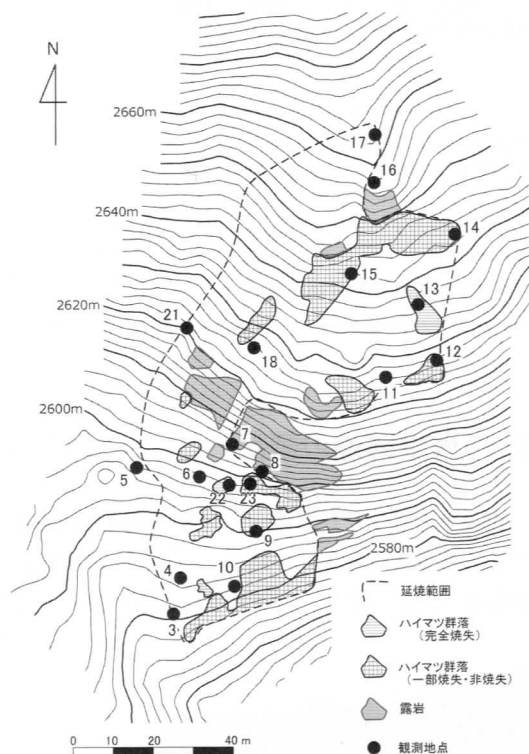 N
2660m
17
16
2640m
14
15
13
2620m
21
18
12
11
2600m
7
8
5
6
22
23
9
2580m
4
10
3
延焼範囲
ハイマツ群落
(完全焼失)
ハイマツ群落
(一部焼失・非焼失)
露岩
観測地点
0 10 20 40 m